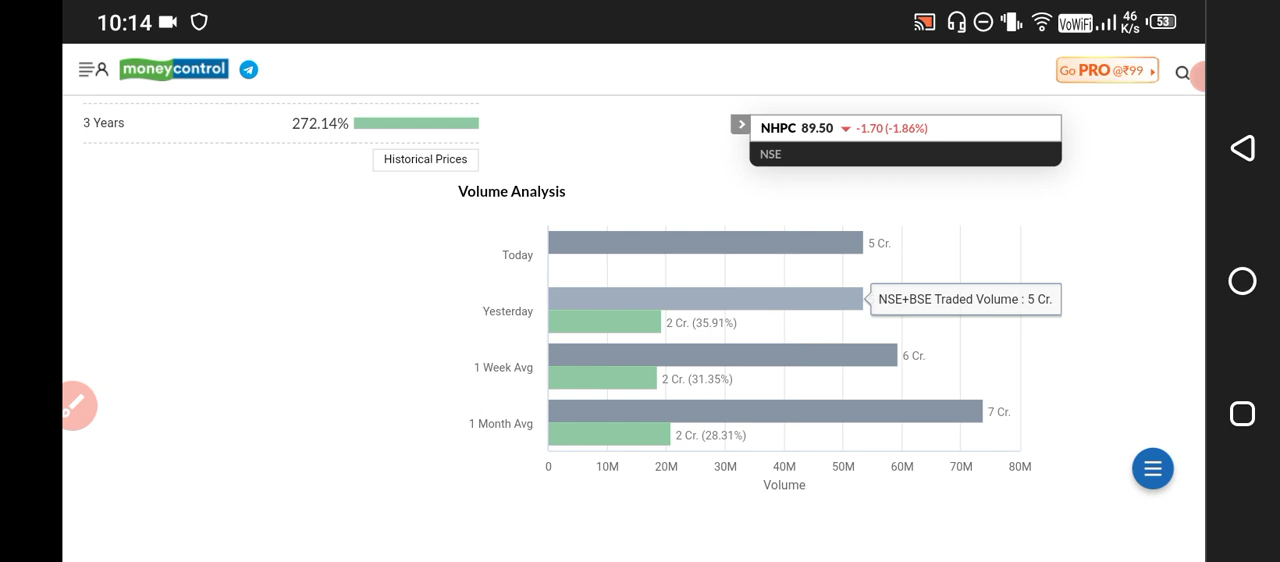 10:14
VoWiFi
46
K/s
53
moneycontrol
Go PRO @₹99
3 Years 272.14%
Historical Prices
NHPC 89.50 -1.70 (-1.86%)
NSE
Volume Analysis
Today 5 Cr.
Yesterday NSE+BSE Traded Volume : 5 Cr.
2 Cr. (35.91%)
1 Week Avg 6 Cr.
2 Cr. (31.35%)
1 Month Avg 7 Cr.
2 Cr. (28.31%)
0 10M 20M 30M 40M 50M 60M 70M 80M
Volume